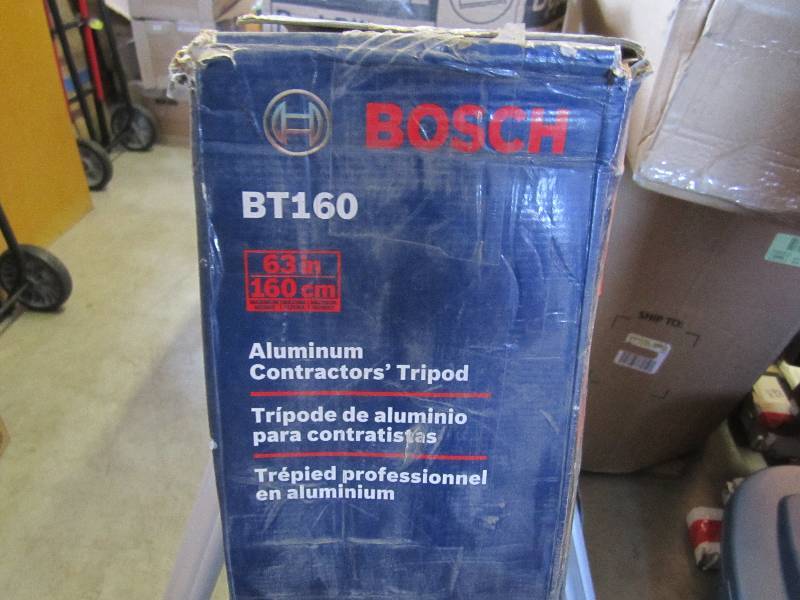 BOSCH
BT160
63 in
160 cm
Aluminum
Contractors' Tripod
Trípode de aluminio
para contratistas
Trépied professionnel
en aluminium
SHIP TO: